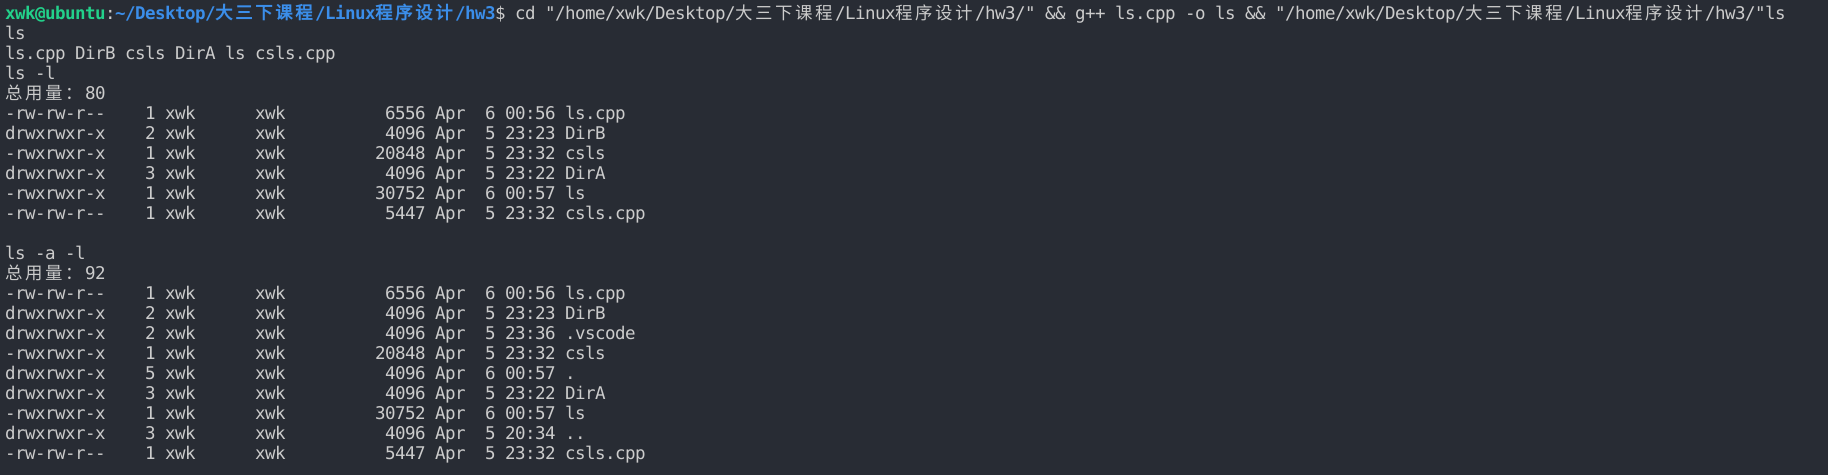 xwk@ubuntu:~/Desktop/大三下课程/Linux程序设计/hw3$ cd "/home/xwk/Desktop/大三下课程/Linux程序设计/hw3/" && g++ ls.cpp -o ls && "/home/xwk/Desktop/大三下课程/Linux程序设计/hw3/"ls
ls
ls.cpp DirB csls DirA ls csls.cpp
ls -l
总用量: 80
-rw-rw-r--    1 xwk      xwk          6556 Apr  6 00:56 ls.cpp
drwxrwxr-x    2 xwk      xwk          4096 Apr  5 23:23 DirB
-rwxrwxr-x    1 xwk      xwk         20848 Apr  5 23:32 csls
drwxrwxr-x    3 xwk      xwk          4096 Apr  5 23:22 DirA
-rwxrwxr-x    1 xwk      xwk         30752 Apr  6 00:57 ls
-rw-rw-r--    1 xwk      xwk          5447 Apr  5 23:32 csls.cpp

ls -a -l
总用量: 92
-rw-rw-r--    1 xwk      xwk          6556 Apr  6 00:56 ls.cpp
drwxrwxr-x    2 xwk      xwk          4096 Apr  5 23:23 DirB
drwxrwxr-x    2 xwk      xwk          4096 Apr  5 23:36 .vscode
-rwxrwxr-x    1 xwk      xwk         20848 Apr  5 23:32 csls
drwxrwxr-x    5 xwk      xwk          4096 Apr  6 00:57 .
drwxrwxr-x    3 xwk      xwk          4096 Apr  5 23:22 DirA
-rwxrwxr-x    1 xwk      xwk         30752 Apr  6 00:57 ls
drwxrwxr-x    3 xwk      xwk          4096 Apr  5 20:34 ..
-rw-rw-r--    1 xwk      xwk          5447 Apr  5 23:32 csls.cpp